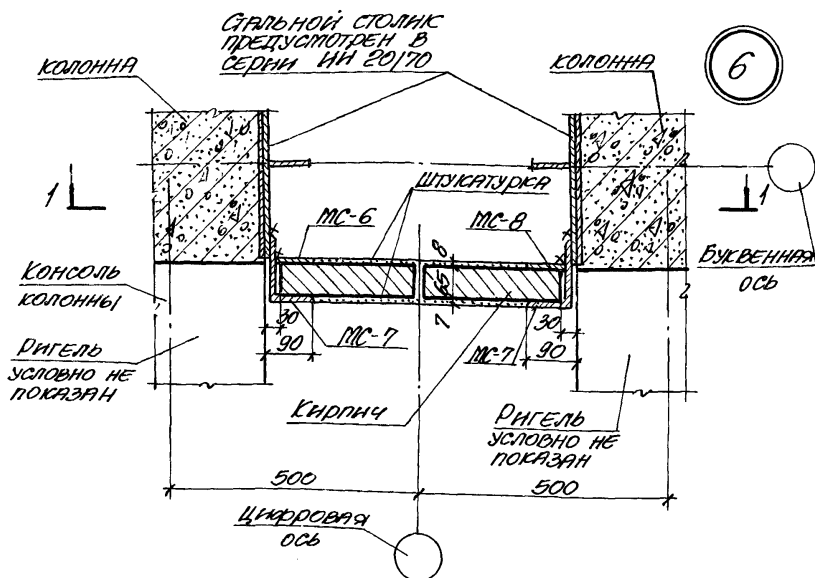 Стальной столик
предусмотрен в
серии ИИ 20/70
колонна
колонна
6
1
1
штукатурка
МС-6
МС-8
Буквенная
ось
Консоль
колонны
8
65
7
30
30
90
90
МС-7
МС-7
Ригель
условно не
показан
Кирпич
Ригель
условно не
показан
500
500
Цифровая
ось